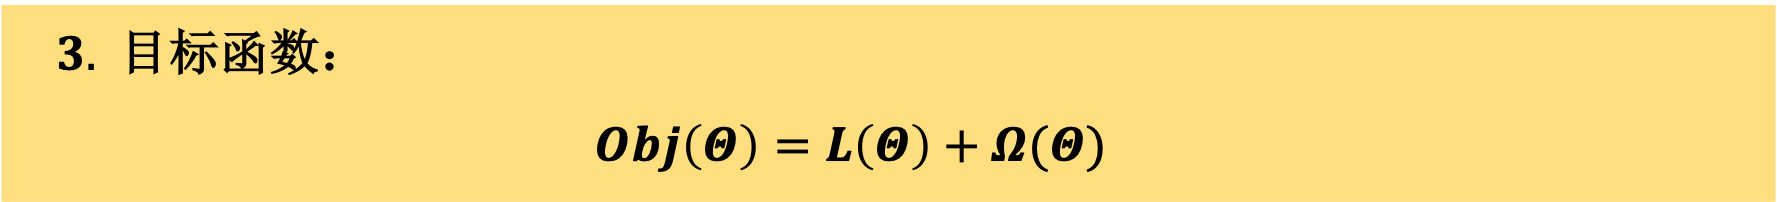 3. 目标函数：
Obj(Θ) = L(Θ) + Ω(Θ)